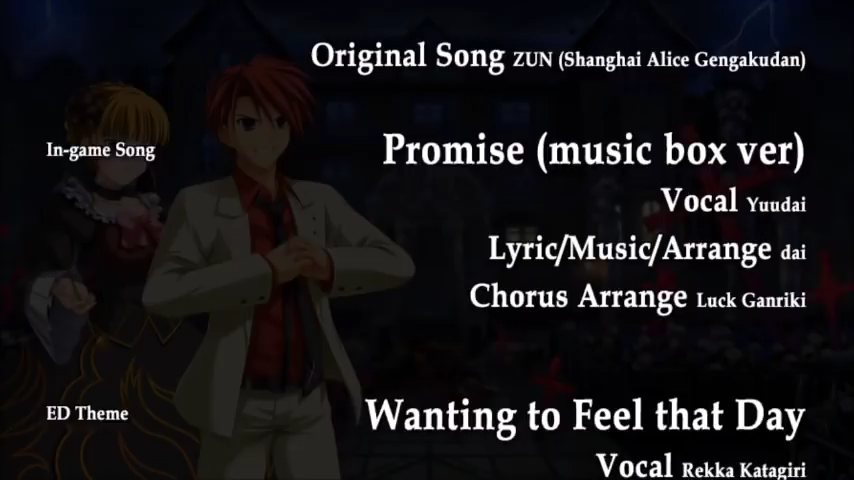 Original Song ZUN (Shanghai Alice Gengakudan)
In-game Song Promise (music box ver)
Vocal Yuudai
Lyric/Music/Arrange dai
Chorus Arrange Luck Ganriki
ED Theme Wanting to Feel that Day
Vocal Rekka Katagiri